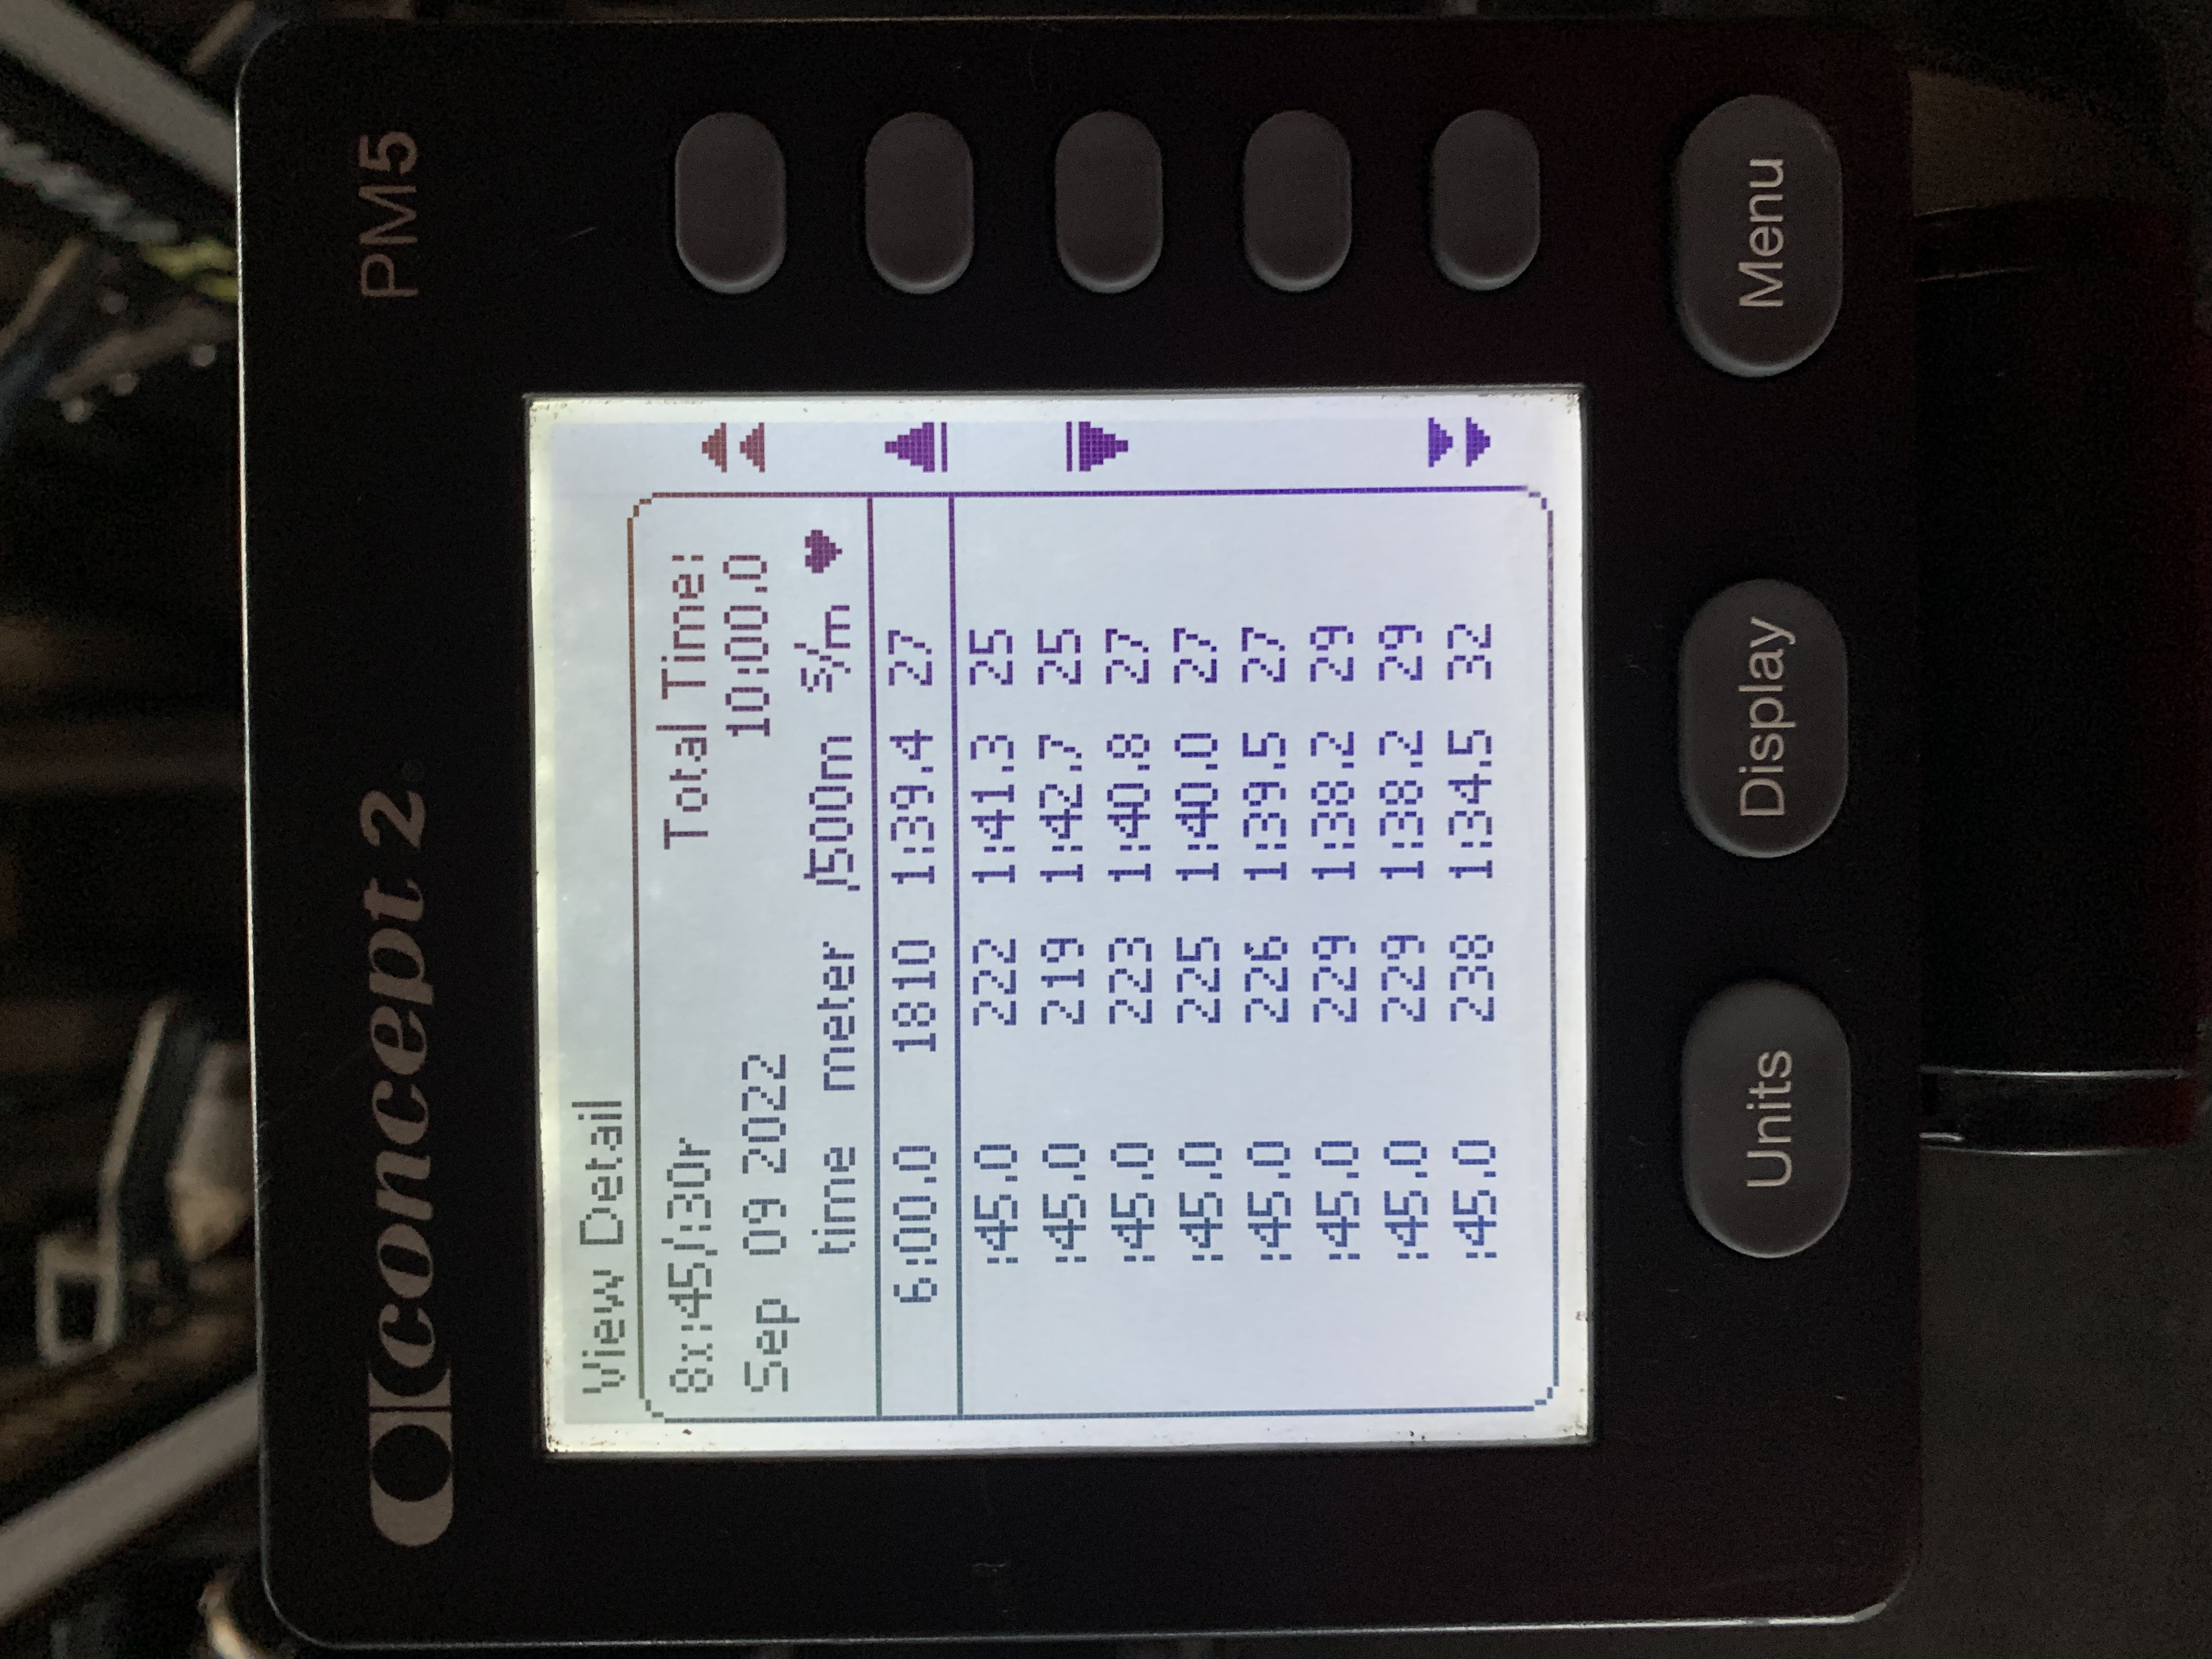 concept 2
PM5
View Detail
8x:45/:30r Total Time:
Sep 09 2022 10:00.0
time meter /500m s/m
6:00.0 1810 1:39.4 27
:45.0 222 1:41.3 25
:45.0 219 1:42.7 25
:45.0 223 1:40.8 27
:45.0 225 1:40.0 27
:45.0 226 1:39.5 27
:45.0 229 1:38.2 29
:45.0 229 1:38.2 29
:45.0 238 1:34.5 32
Units Display Menu